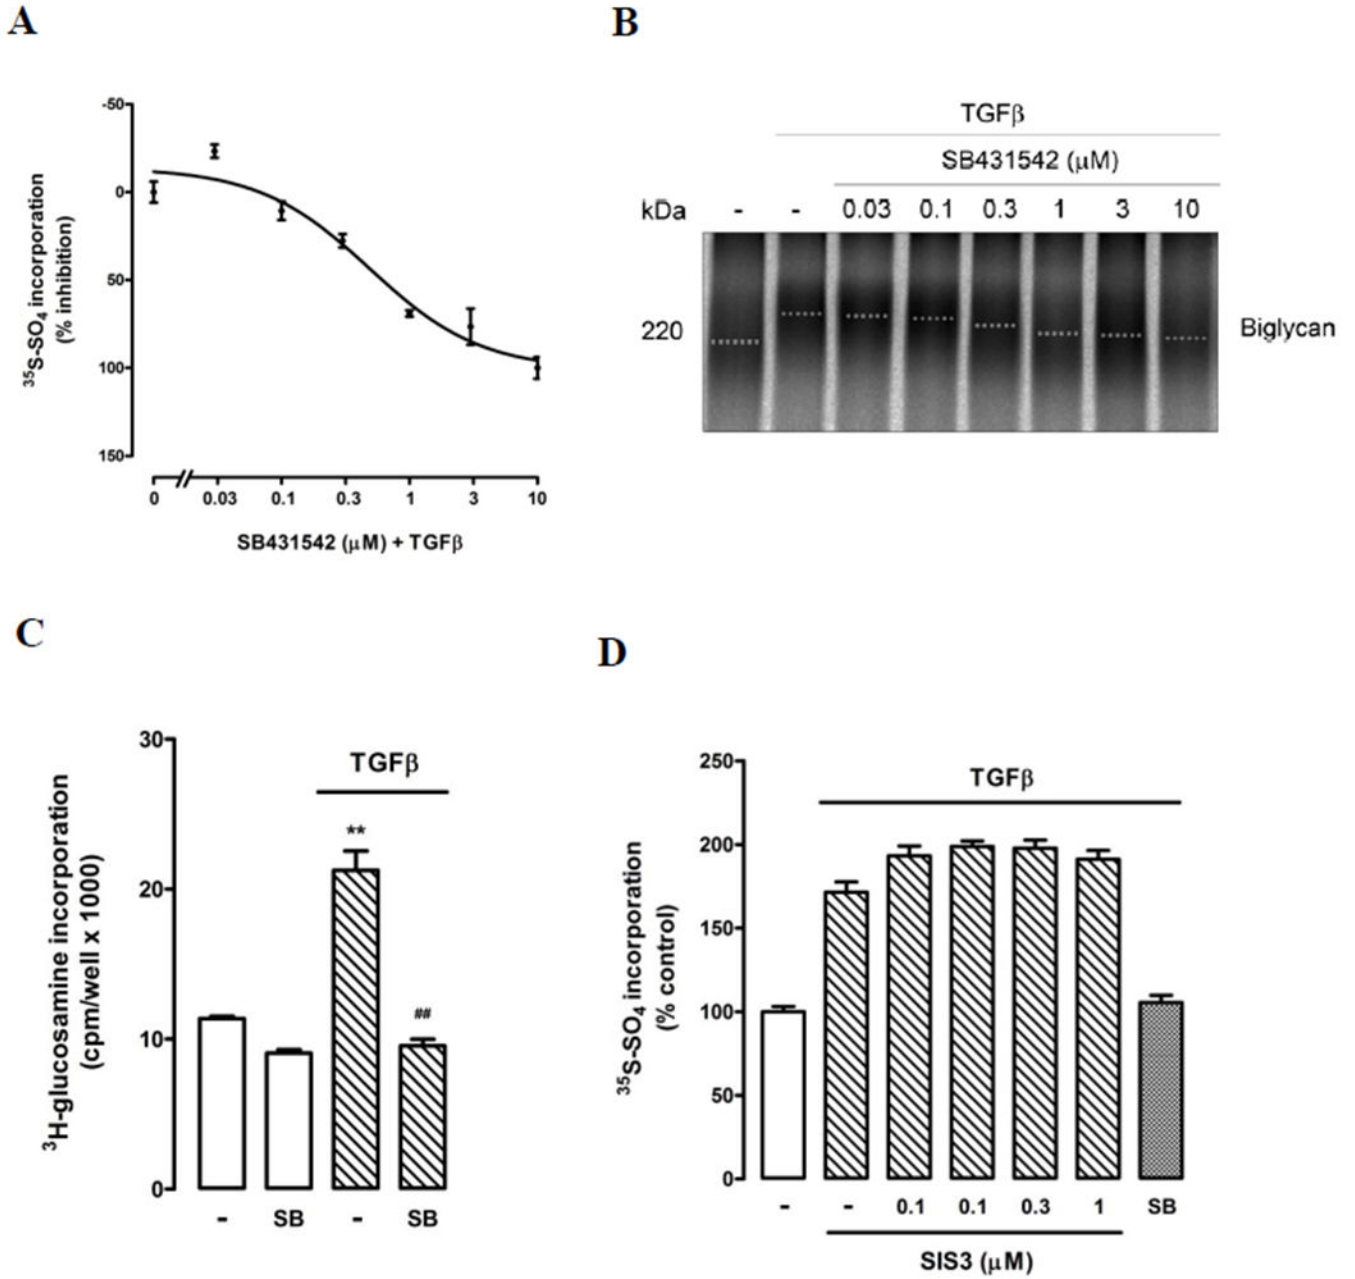 A
-50
0
50
100
150
³⁵S-SO₄ incorporation
(% inhibition)
0 0.03 0.1 0.3 1 3 10
SB431542 (μM) + TGFβ
B
TGFβ
SB431542 (μM)
kDa - - 0.03 0.1 0.3 1 3 10
220
Biglycan
C
30
20
10
0
³H-glucosamine incorporation
(cpm/well x 1000)
TGFβ
**
##
- SB - SB
D
250
200
150
100
50
0
³⁵S-SO₄ incorporation
(% control)
TGFβ
- - 0.1 0.1 0.3 1 SB
SIS3 (μM)